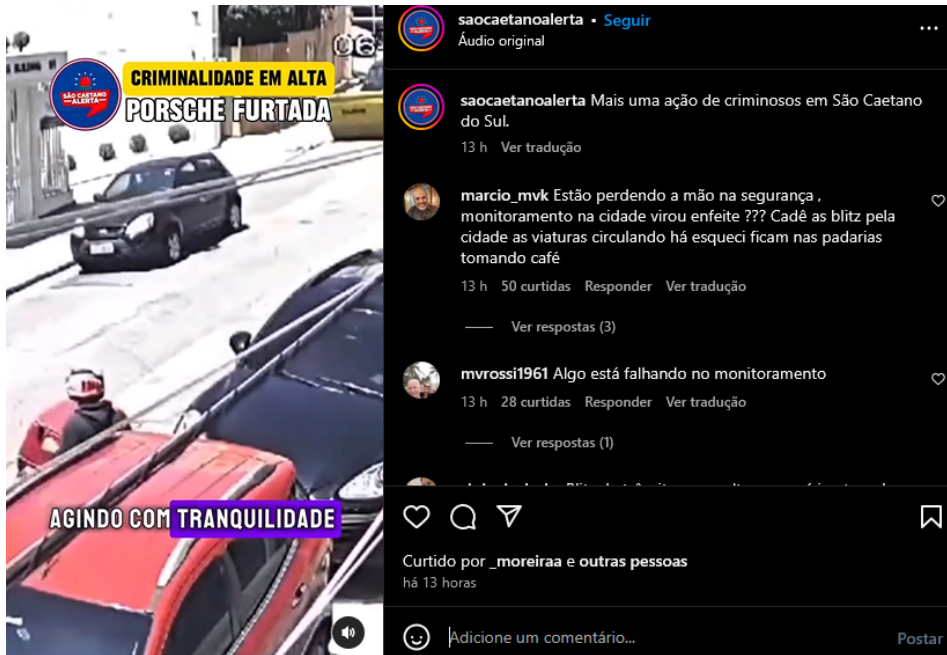 06
SÃO CAETANO
ALERTA
CRIMINALIDADE EM ALTA
PORSCHE FURTADA
AGINDO COM TRANQUILIDADE
saocaetanoalerta • Seguir
Áudio original
saocaetanoalerta Mais uma ação de criminosos em São Caetano
do Sul.
13 h Ver tradução
marcio_mvk Estão perdendo a mão na segurança ,
monitoramento na cidade virou enfeite ??? Cadê as blitz pela
cidade as viaturas circulando há esqueci ficam nas padarias
tomando café
13 h 50 curtidas Responder Ver tradução
Ver respostas (3)
mvrossi1961 Algo está falhando no monitoramento
13 h 28 curtidas Responder Ver tradução
Ver respostas (1)
Curtido por _moreiraa e outras pessoas
há 13 horas
Adicione um comentário...
Postar